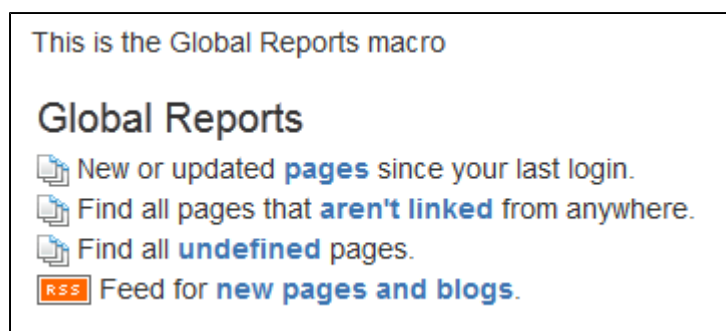 This is the Global Reports macro
Global Reports
New or updated pages since your last login.
Find all pages that aren't linked from anywhere.
Find all undefined pages.
RSS Feed for new pages and blogs.